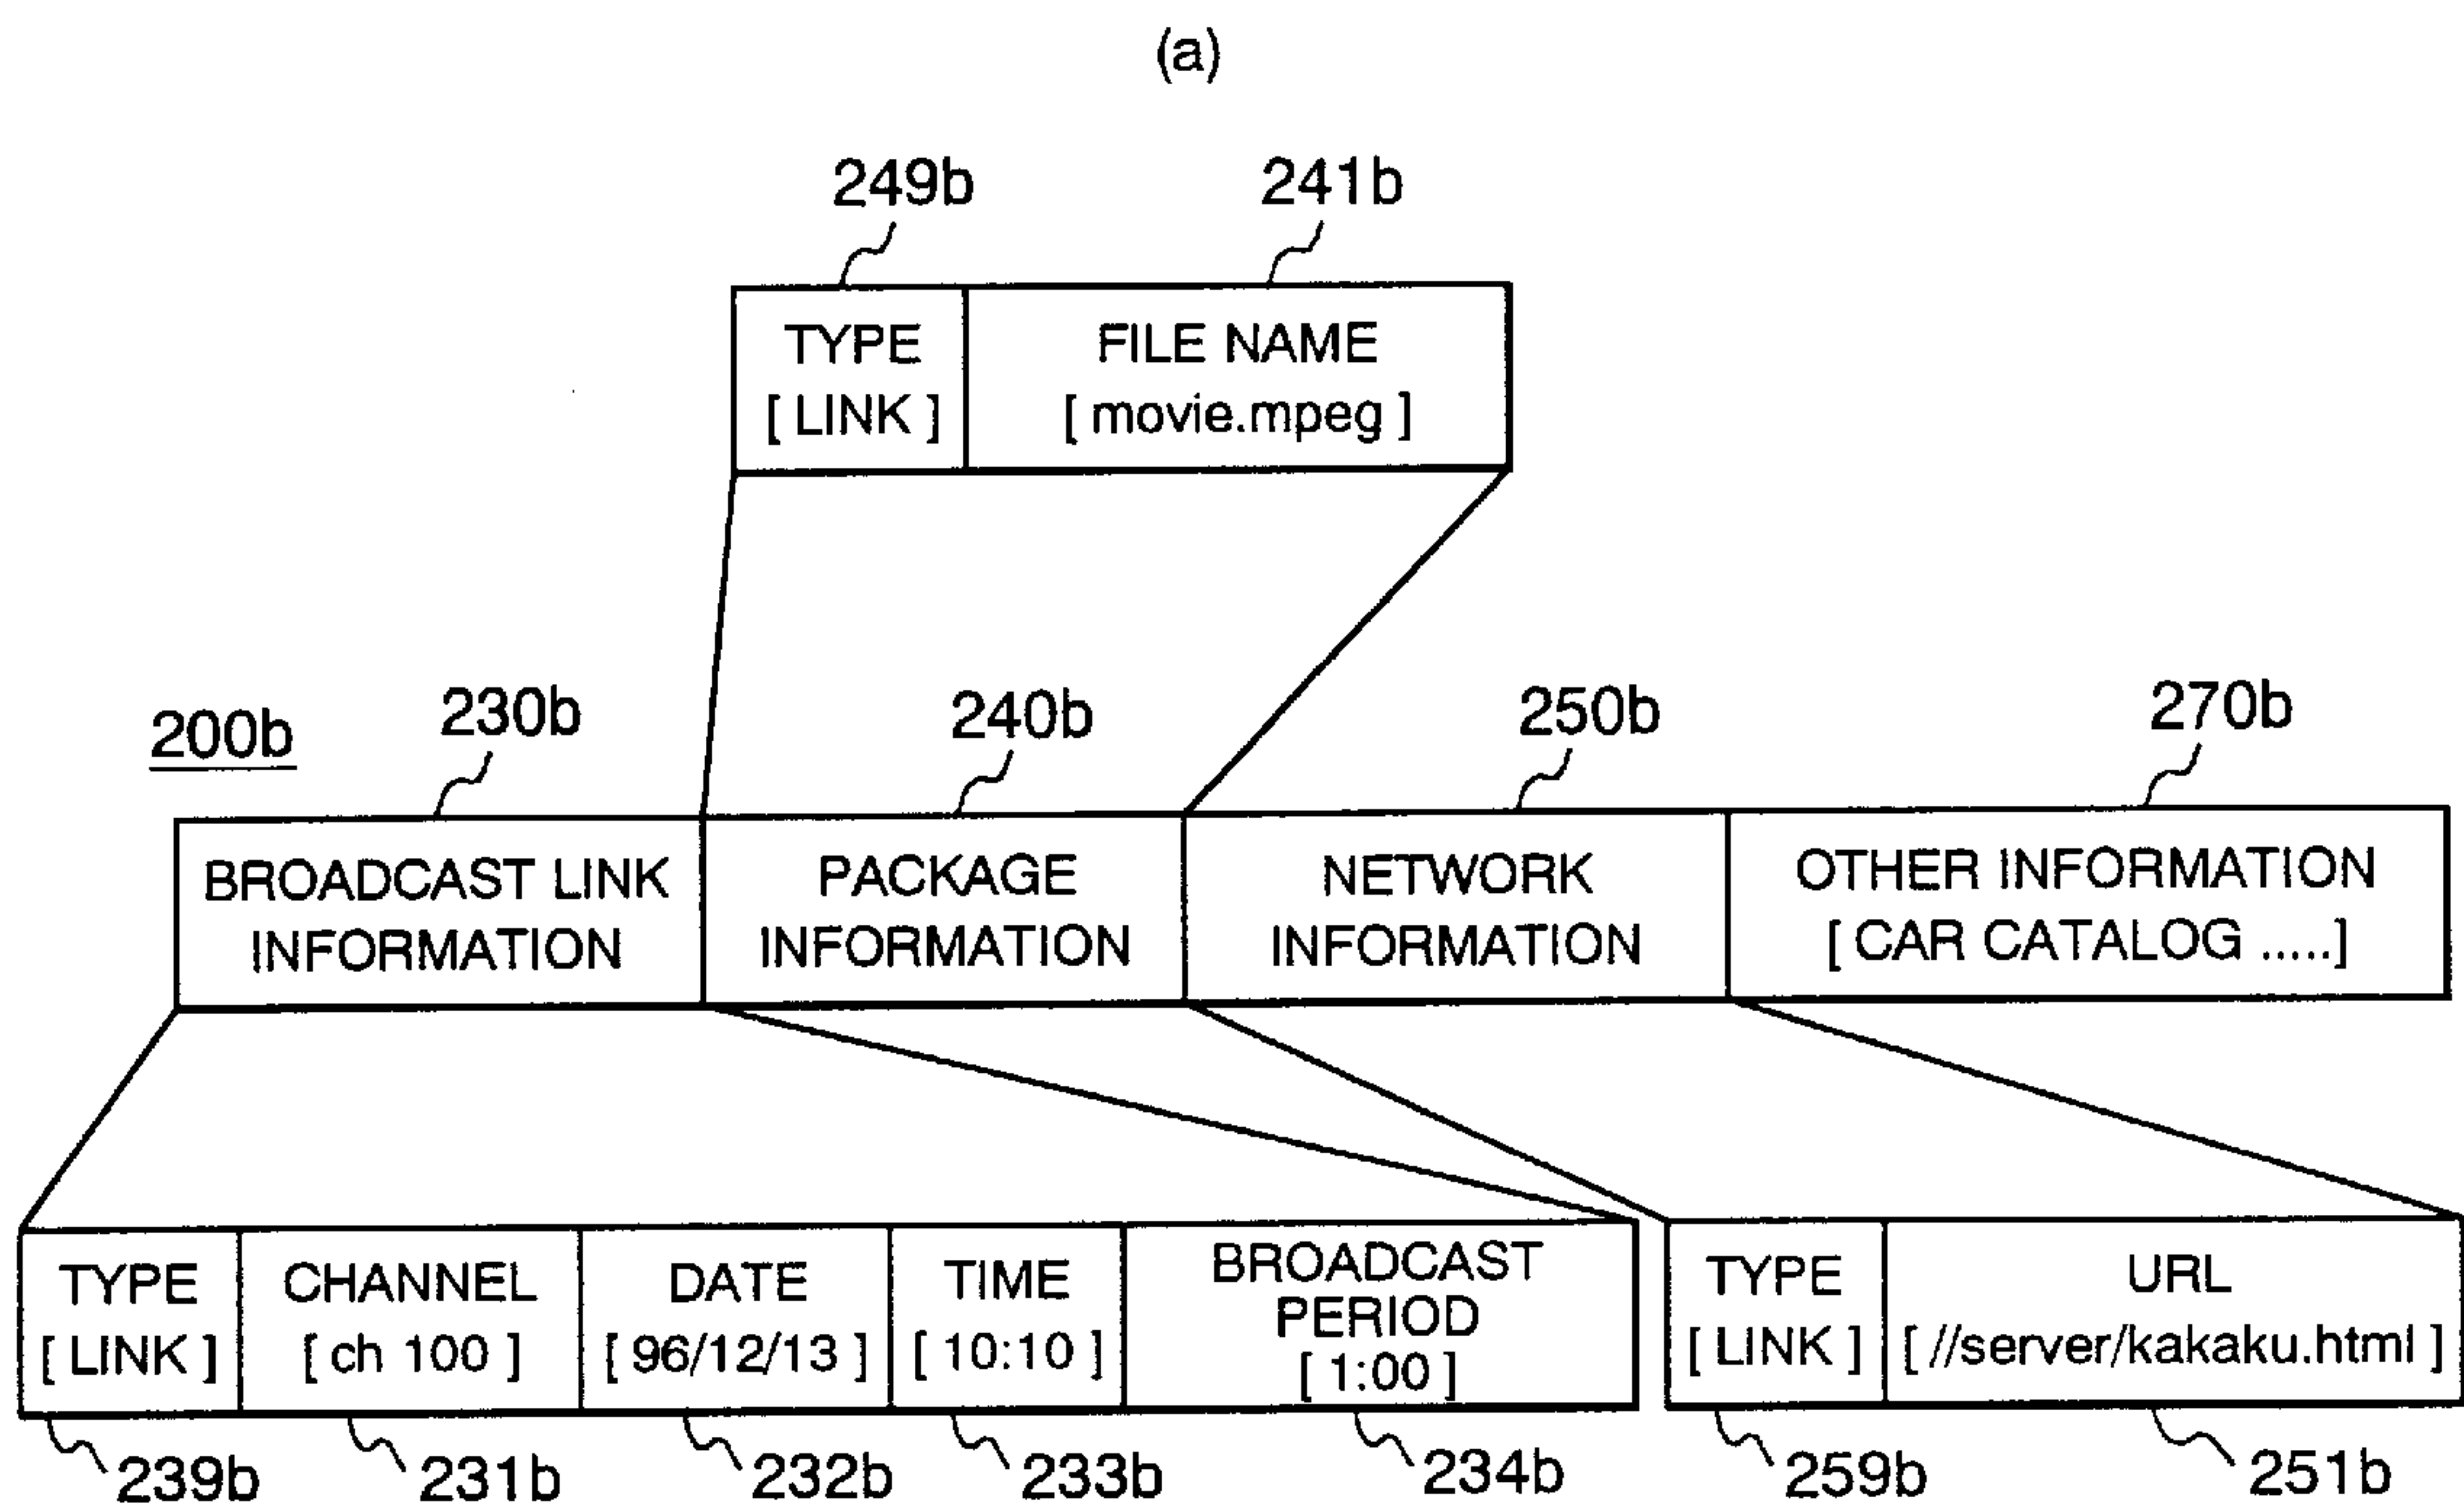 (a)
249b 241b
TYPE FILE NAME
[ LINK ] [ movie.mpeg ]
200b 230b 240b 250b 270b
BROADCAST LINK PACKAGE NETWORK OTHER INFORMATION
INFORMATION INFORMATION INFORMATION [ CAR CATALOG ..... ]
TYPE CHANNEL DATE TIME BROADCAST PERIOD TYPE URL
[ LINK ] [ ch 100 ] [ 96/12/13 ] [ 10:10 ] [ 1:00 ] [ LINK ] [ //server/kakaku.html ]
239b 231b 232b 233b 234b 259b 251b